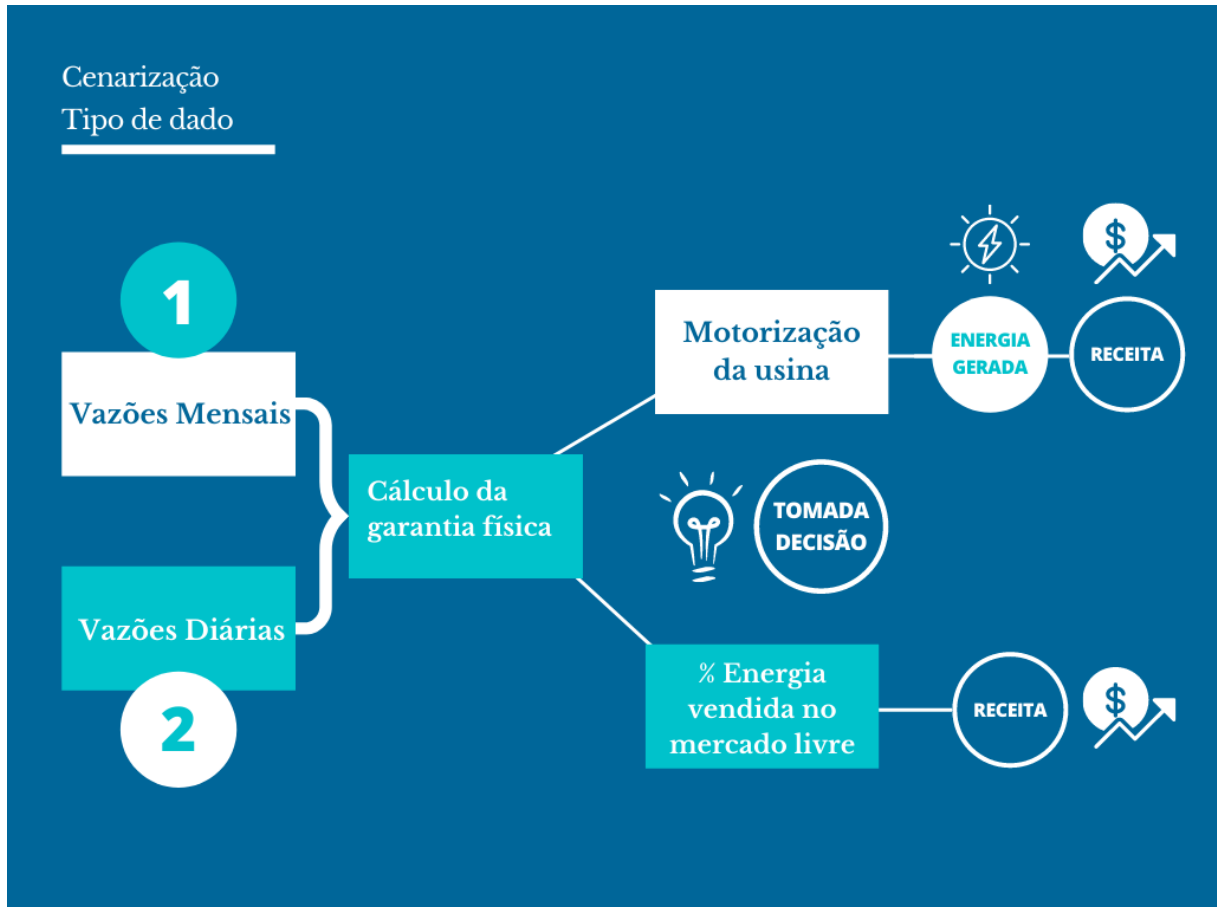 Cenarização
Tipo de dado
1
Vazões Mensais
Vazões Diárias
2
Cálculo da
garantia física
Motorização
da usina
ENERGIA
GERADA
$
RECEITA
TOMADA
DECISÃO
% Energia
vendida no
mercado livre
RECEITA
$